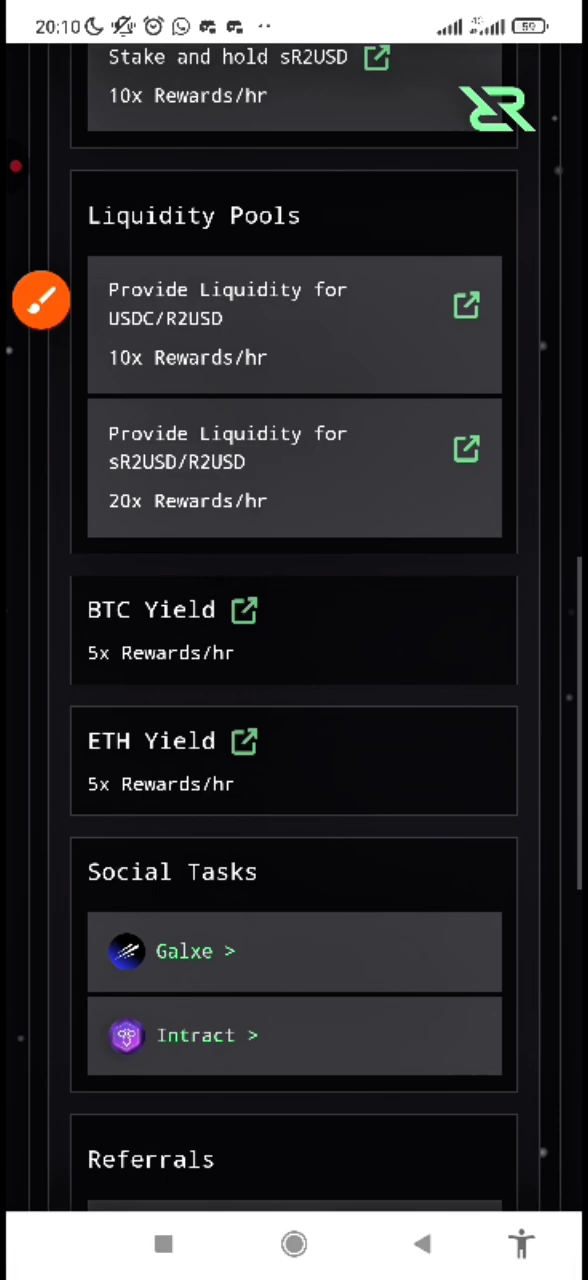 20:10
59
Stake and hold sR2USD
10x Rewards/hr
Liquidity Pools
Provide Liquidity for
USDC/R2USD
10x Rewards/hr
Provide Liquidity for
sR2USD/R2USD
20x Rewards/hr
BTC Yield
5x Rewards/hr
ETH Yield
5x Rewards/hr
Social Tasks
Galxe >
Intract >
Referrals